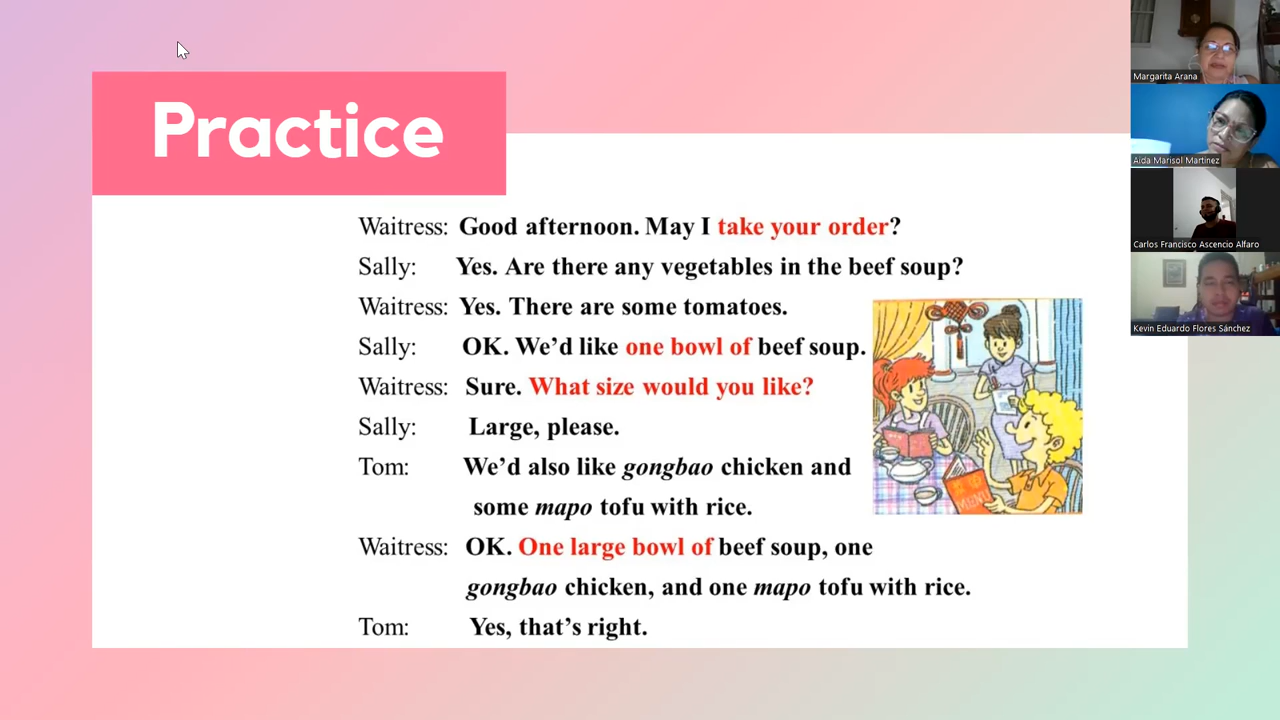 Practice
Waitress: Good afternoon. May I take your order?
Sally: Yes. Are there any vegetables in the beef soup?
Waitress: Yes. There are some tomatoes.
Sally: OK. We'd like one bowl of beef soup.
Waitress: Sure. What size would you like?
Sally: Large, please.
Tom: We'd also like gongbao chicken and
some mapo tofu with rice.
Waitress: OK. One large bowl of beef soup, one
gongbao chicken, and one mapo tofu with rice.
Tom: Yes, that's right.
MENU
Margarita Arana
Aida Marisol Martinez
Carlos Francisco Ascencio Alfaro
Kevin Eduardo Flores Sánchez